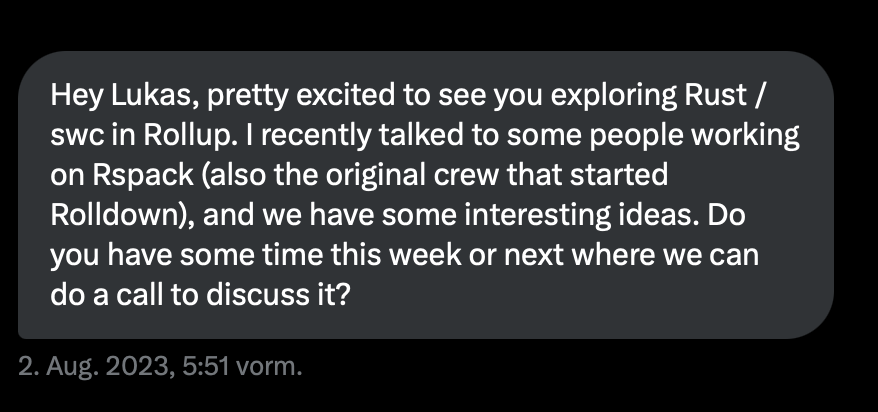 Hey Lukas, pretty excited to see you exploring Rust /
swc in Rollup. I recently talked to some people working
on Rspack (also the original crew that started
Rolldown), and we have some interesting ideas. Do
you have some time this week or next where we can
do a call to discuss it?
2. Aug. 2023, 5:51 vorm.